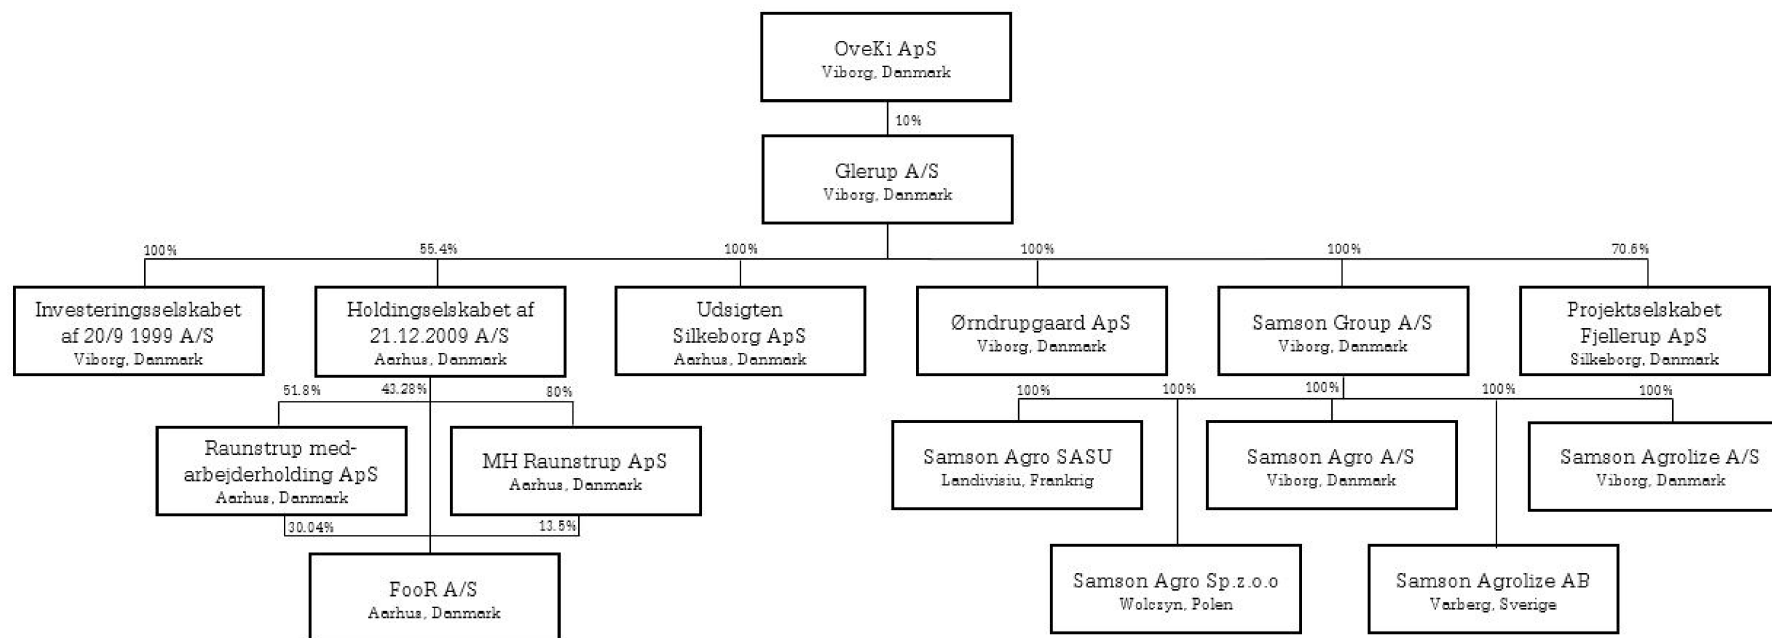 OveKi ApS
Viborg, Danmark
10%
Glerup A/S
Viborg, Danmark
100%
55.4%
100%
100%
100%
70.6%
Investeringsselskabet
af 20/9 1999 A/S
Viborg, Danmark
Holdingselskabet af
21.12.2009 A/S
Aarhus, Danmark
Udsigten
Silkeborg ApS
Aarhus, Danmark
Ørndrupgaard ApS
Viborg, Danmark
Samson Group A/S
Viborg, Danmark
Projektselskabet
Fjellerup ApS
Silkeborg, Danmark
51.8%
43.28%
80%
100%
100%
100%
100%
100%
Raunstrup med-
arbejderholding ApS
Aarhus, Danmark
MH Raunstrup ApS
Aarhus, Danmark
Samson Agro SASU
Landivisiu, Frankrig
Samson Agro A/S
Viborg, Danmark
Samson Agrolize A/S
Viborg, Danmark
30.04%
13.5%
FooR A/S
Aarhus, Danmark
Samson Agro Sp.z.o.o
Wolczyn, Polen
Samson Agrolize AB
Varberg, Sverige